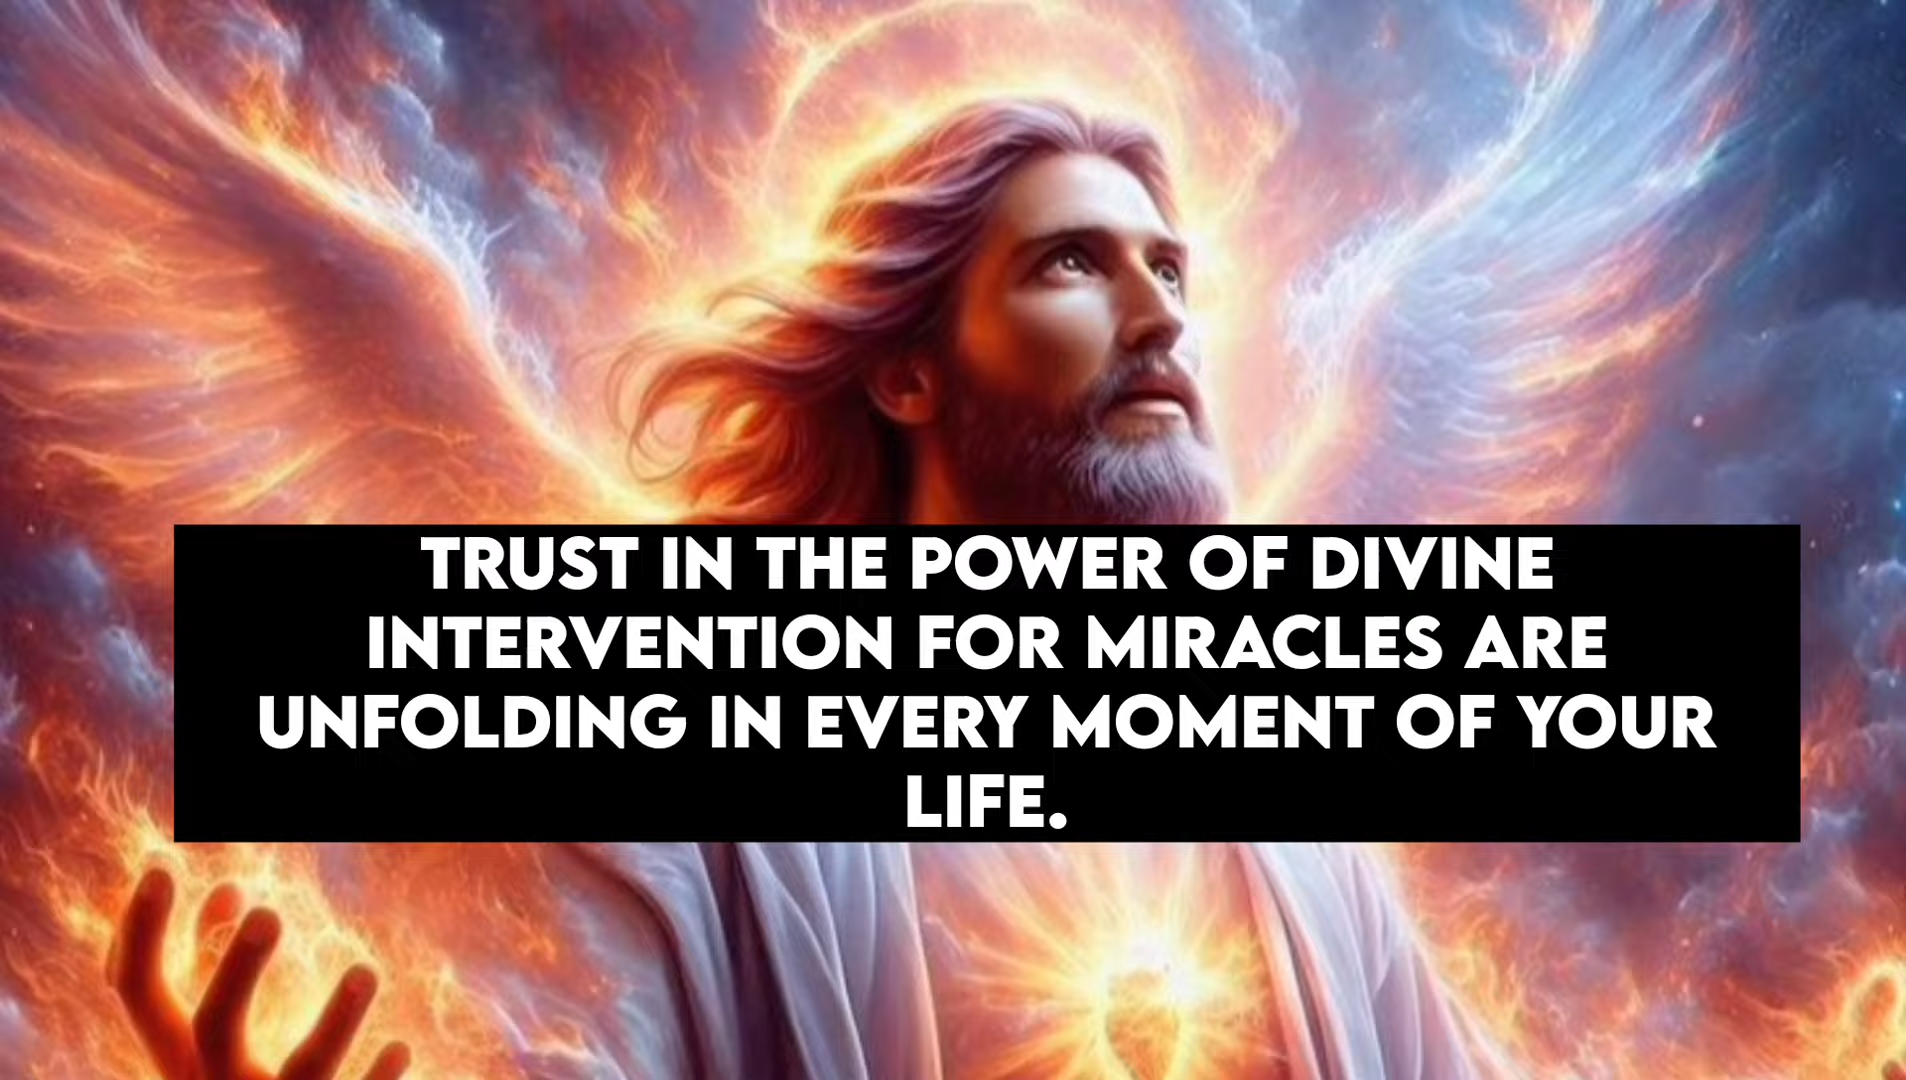 TRUST IN THE POWER OF DIVINE
INTERVENTION FOR MIRACLES ARE
UNFOLDING IN EVERY MOMENT OF YOUR
LIFE.